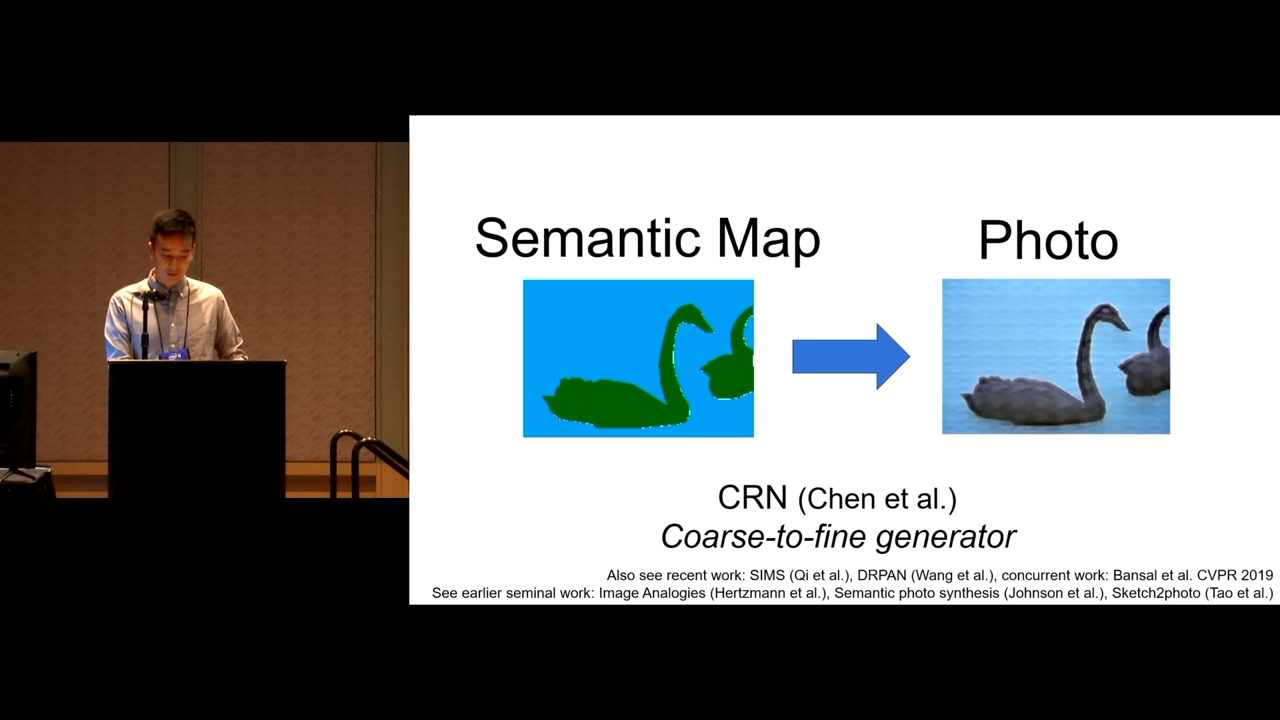 Semantic Map
Photo
CRN (Chen et al.)
Coarse-to-fine generator
Also see recent work: SIMS (Qi et al.), DRPAN (Wang et al.), concurrent work: Bansal et al. CVPR 2019
See earlier seminal work: Image Analogies (Hertzmann et al.), Semantic photo synthesis (Johnson et al.), Sketch2photo (Tao et al.)